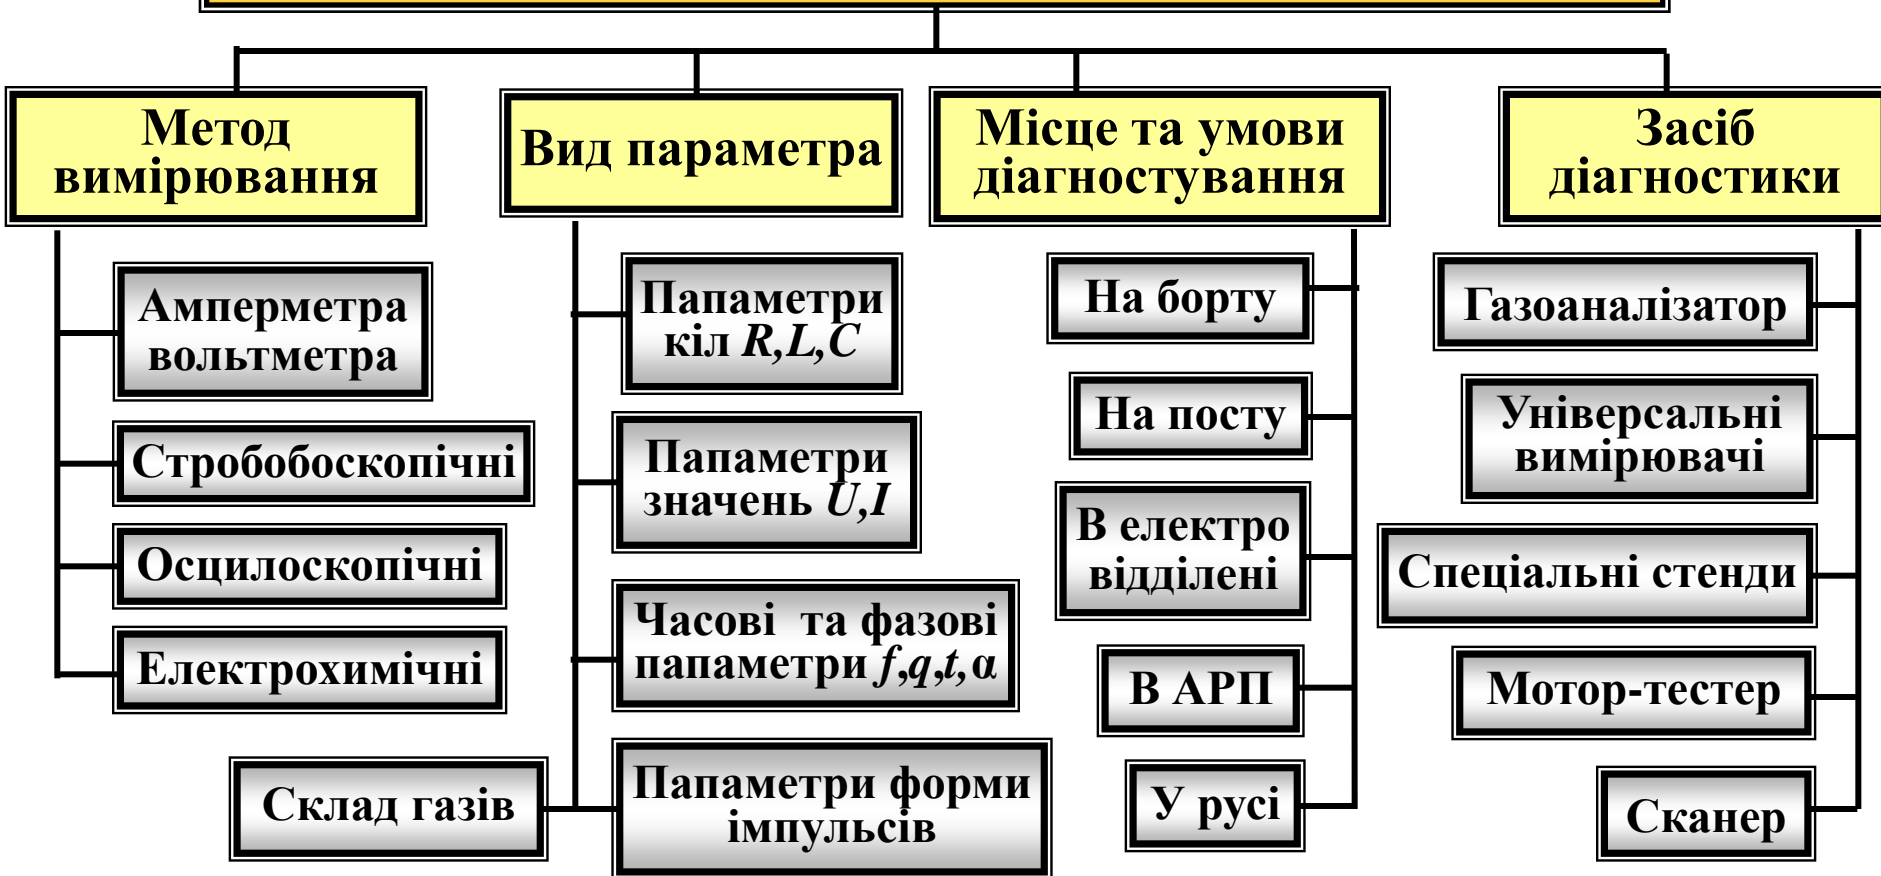 Метод
вимірювання
Амперметра
вольтметра
Стробобоскопічні
Осцилоскопічні
Електрохимічні
Вид параметра
Папаметри
кіл R,L,C
Папаметри
значень U,I
Часові та фазові
папаметри f,q,t,α
Папаметри форми
імпульсів
Склад газів
Місце та умови
діагностування
На борту
На посту
В електро
відділені
В АРП
У русі
Засіб
діагностики
Газоаналізатор
Універсальні
вимірювачі
Спеціальні стенди
Мотор-тестер
Сканер